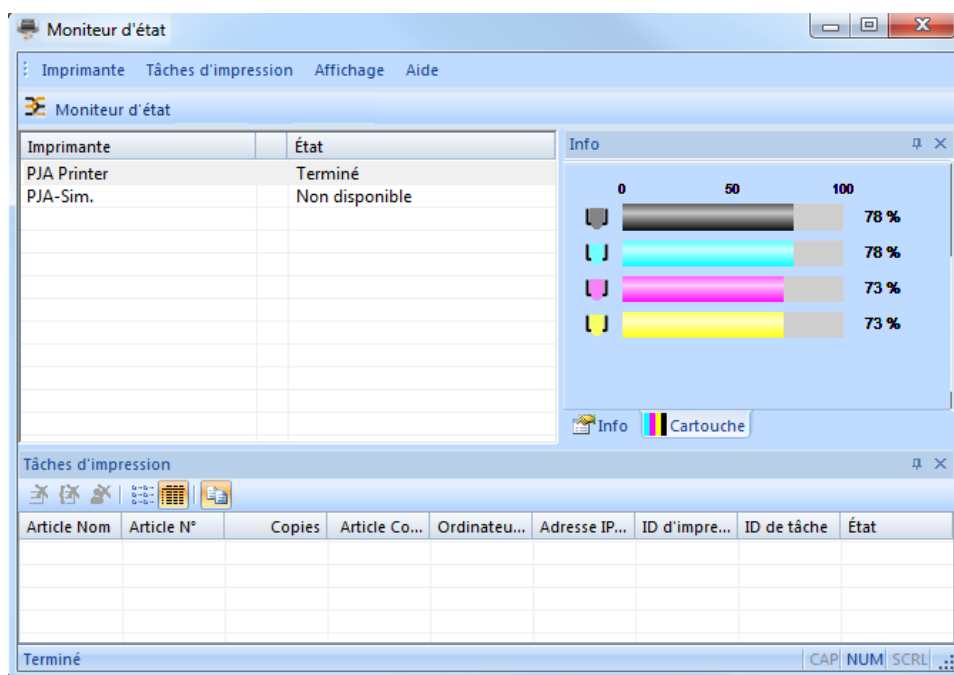 Moniteur d'état
Imprimante Tâches d'impression Affichage Aide
Moniteur d'état
Imprimante État
PJA Printer Terminé
PJA-Sim. Non disponible
Info
0 50 100
78 %
78 %
73 %
73 %
Info Cartouche
Tâches d'impression
Article Nom Article N° Copies Article Co... Ordinateu... Adresse IP... ID d'impre... ID de tâche État
Terminé CAP NUM SCRL